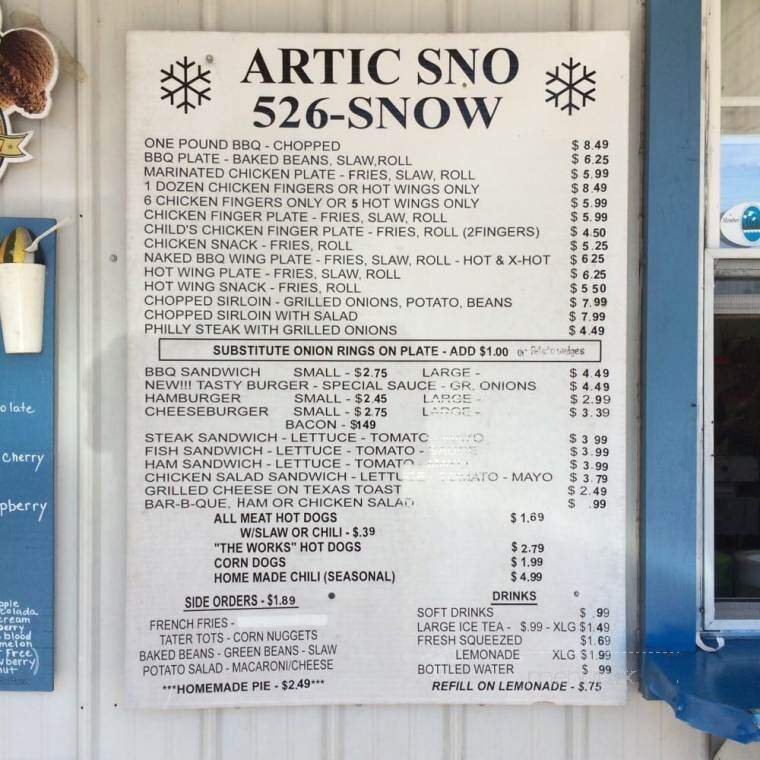 ARTIC SNO
526-SNOW
ONE POUND BBQ - CHOPPED $ 8.49
BBQ PLATE - BAKED BEANS, SLAW,ROLL $ 6.25
MARINATED CHICKEN PLATE - FRIES, SLAW, ROLL $ 5.99
1 DOZEN CHICKEN FINGERS OR HOT WINGS ONLY $ 8.49
6 CHICKEN FINGERS ONLY OR 5 HOT WINGS ONLY $ 5.99
CHICKEN FINGER PLATE - FRIES, SLAW, ROLL $ 5.99
CHILD'S CHICKEN FINGER PLATE - FRIES, ROLL (2FINGERS) $ 4.50
CHICKEN SNACK - FRIES, ROLL $ 5.25
NAKED BBQ WING PLATE - FRIES, SLAW, ROLL - HOT & X-HOT $ 6 25
HOT WING PLATE - FRIES, SLAW, ROLL $ 6.25
HOT WING SNACK - FRIES, ROLL $ 5 50
CHOPPED SIRLOIN - GRILLED ONIONS, POTATO, BEANS $ 7.99
CHOPPED SIRLOIN WITH SALAD $ 7.99
PHILLY STEAK WITH GRILLED ONIONS $ 4.49
SUBSTITUTE ONION RINGS ON PLATE - ADD $1.00 or
BBQ SANDWICH SMALL - $2.75 LARGE - $ 4.49
NEW!!! TASTY BURGER - SPECIAL SAUCE - GR. ONIONS $ 4.49
HAMBURGER SMALL - $2.45 LARGE - $ 2.99
CHEESEBURGER SMALL - $2.75 LARGE - $ 3.39
BACON - $149
STEAK SANDWICH - LETTUCE - $ 3 99
FISH SANDWICH - LETTUCE - TOMATO - $ 3.99
HAM SANDWICH - LETTUCE - TOMATO - $ 3.99
CHICKEN SALAD SANDWICH - MAYO $ 3.79
GRILLED CHEESE ON TEXAS TOAST $ 2.49
BAR-B-QUE, HAM OR CHICKEN SALAD $ .99
ALL MEAT HOT DOGS $ 1.69
W/SLAW OR CHILI - $.39
"THE WORKS" HOT DOGS $ 2.79
CORN DOGS $ 1.99
HOME MADE CHILI (SEASONAL) $ 4.99
SIDE ORDERS - $1.89
FRENCH FRIES -
TATER TOTS - CORN NUGGETS
BAKED BEANS - GREEN BEANS - SLAW
POTATO SALAD - MACARONI/CHEESE
***HOMEMADE PIE - $2.49***
DRINKS
SOFT DRINKS $ .99
LARGE ICE TEA - $.99 - XLG $1.49
FRESH SQUEEZED $1.69
LEMONADE XLG $1.99
BOTTLED WATER $ .99
REFILL ON LEMONADE - $.75
olate
Cherry
pberry